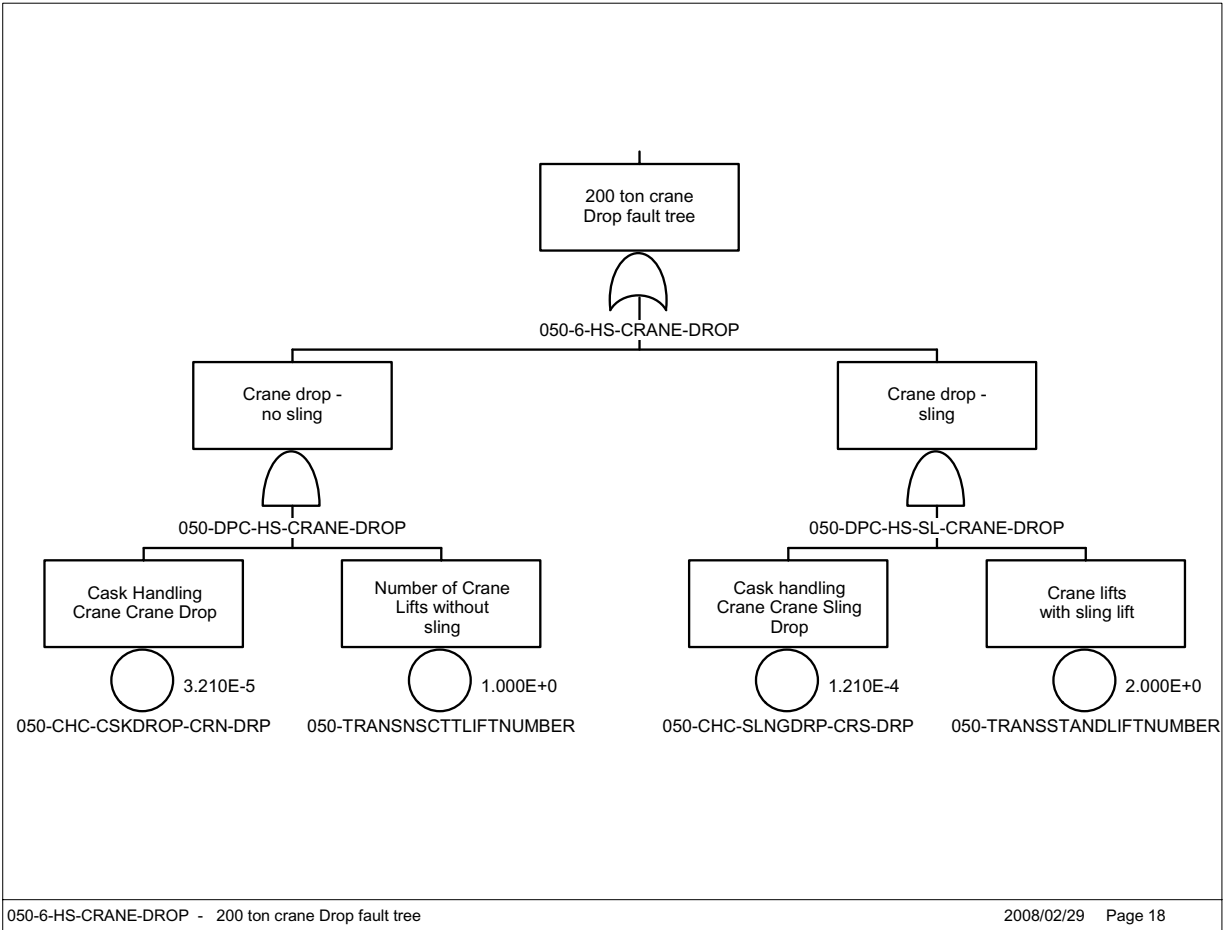 200 ton crane
Drop fault tree
050-6-HS-CRANE-DROP
Crane drop -
no sling
050-DPC-HS-CRANE-DROP
Crane drop -
sling
050-DPC-HS-SL-CRANE-DROP
Cask Handling
Crane Crane Drop
3.210E-5
050-CHC-CSKDROP-CRN-DRP
Number of Crane
Lifts without
sling
1.000E+0
050-TRANSNSCTTLIFTNUMBER
Cask handling
Crane Crane Sling
Drop
1.210E-4
050-CHC-SLNGDRP-CRS-DRP
Crane lifts
with sling lift
2.000E+0
050-TRANSSTANDLIFTNUMBER
050-6-HS-CRANE-DROP - 200 ton crane Drop fault tree
2008/02/29 Page 18